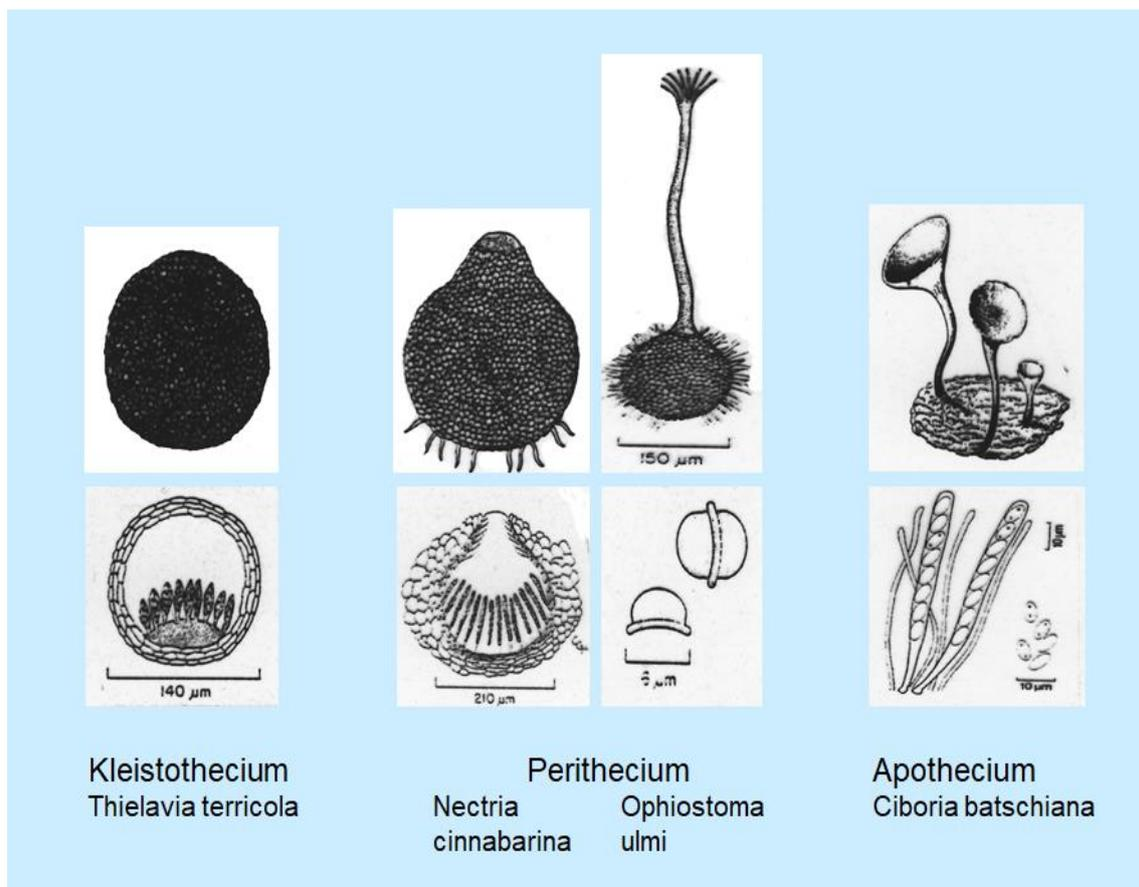 150 µm
140 µm
210 µm
6 µm
10 µm
10 µm
Kleistothecium
Thielavia terricola
Perithecium
Nectria
cinnabarina
Ophiostoma
ulmi
Apothecium
Ciboria batschiana